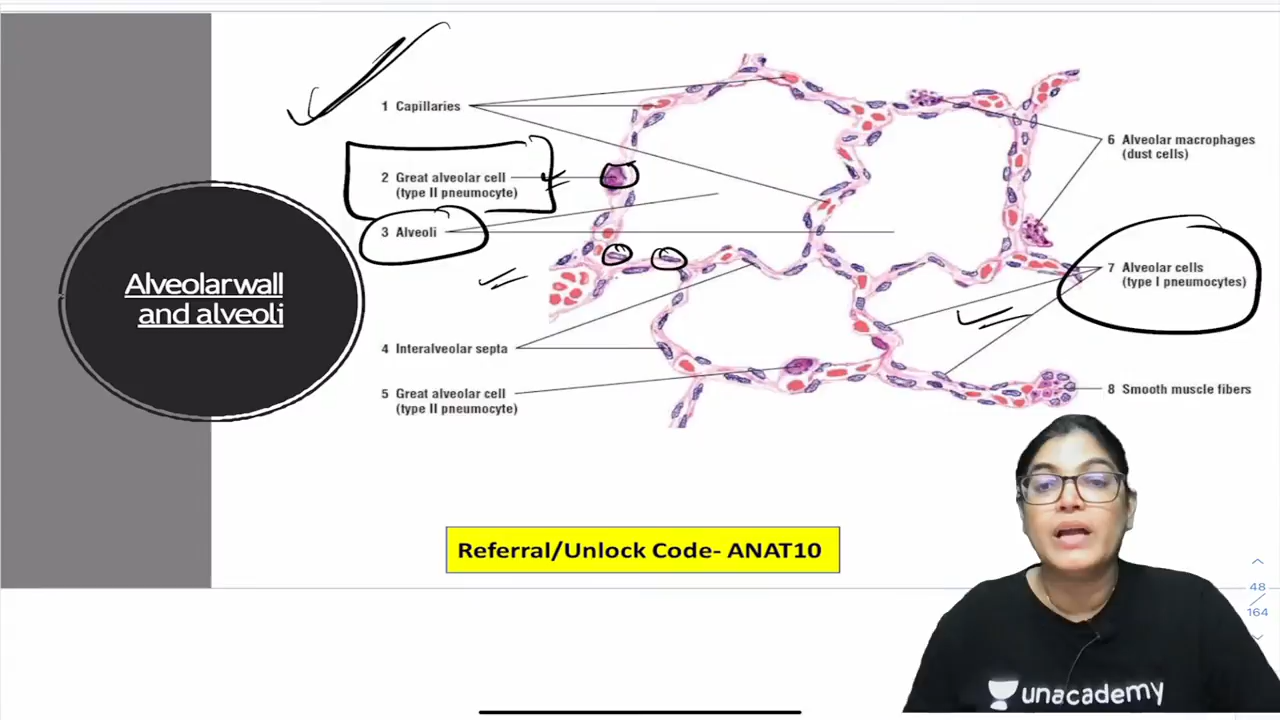 Alveolar wall
and alveoli
1 Capillaries
2 Great alveolar cell
(type II pneumocyte)
3 Alveoli
4 Interalveolar septa
5 Great alveolar cell
(type II pneumocyte)
6 Alveolar macrophages
(dust cells)
7 Alveolar cells
(type I pneumocytes)
8 Smooth muscle fibers
Referral/Unlock Code- ANAT10
48
164
unacademy